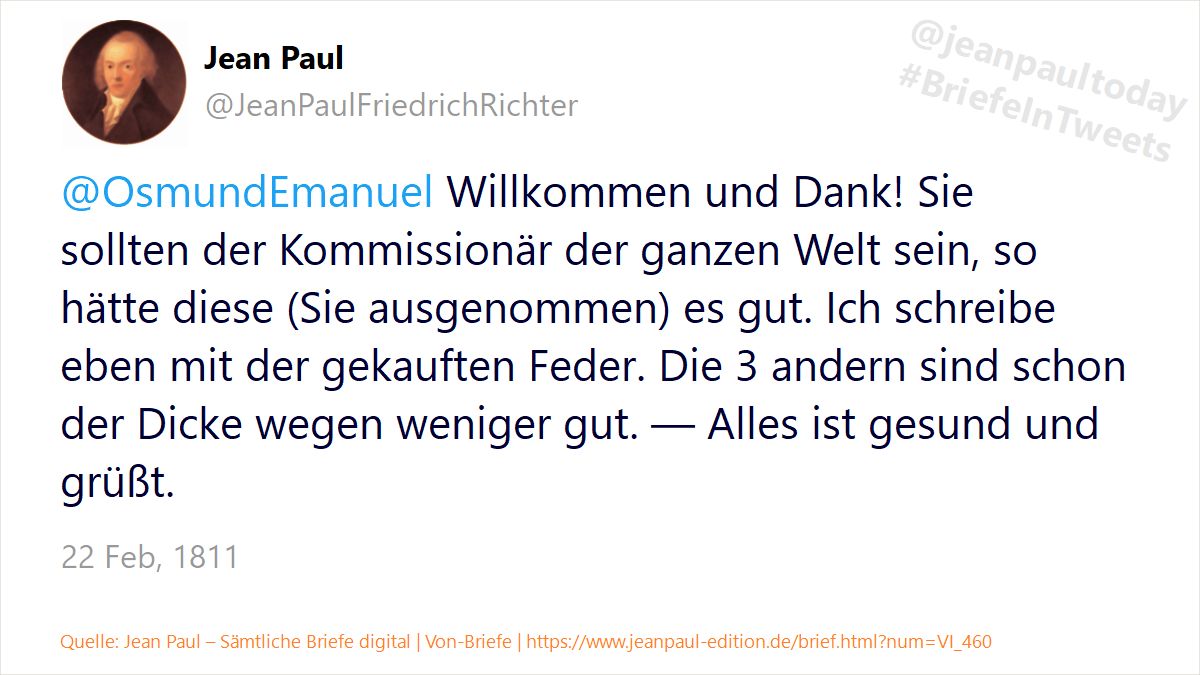 Jean Paul
@JeanPaulFriedrichRichter
@jeanpaultoday
#BriefeInTweets
@OsmundEmanuel Willkommen und Dank! Sie
sollten der Kommissionär der ganzen Welt sein, so
hätte diese (Sie ausgenommen) es gut. Ich schreibe
eben mit der gekauften Feder. Die 3 andern sind schon
der Dicke wegen weniger gut. — Alles ist gesund und
grüßt.
22 Feb, 1811
Quelle: Jean Paul – Sämtliche Briefe digital | Von-Briefe | https://www.jeanpaul-edition.de/brief.html?num=VI_460